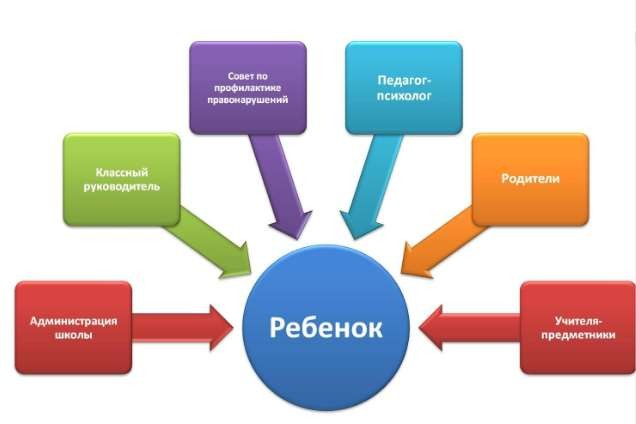 Совет по
профилактике
правонарушений
Педагог-
психолог
Классный
руководитель
Родители
Администрация
школы
Ребенок
Учителя-
предметники